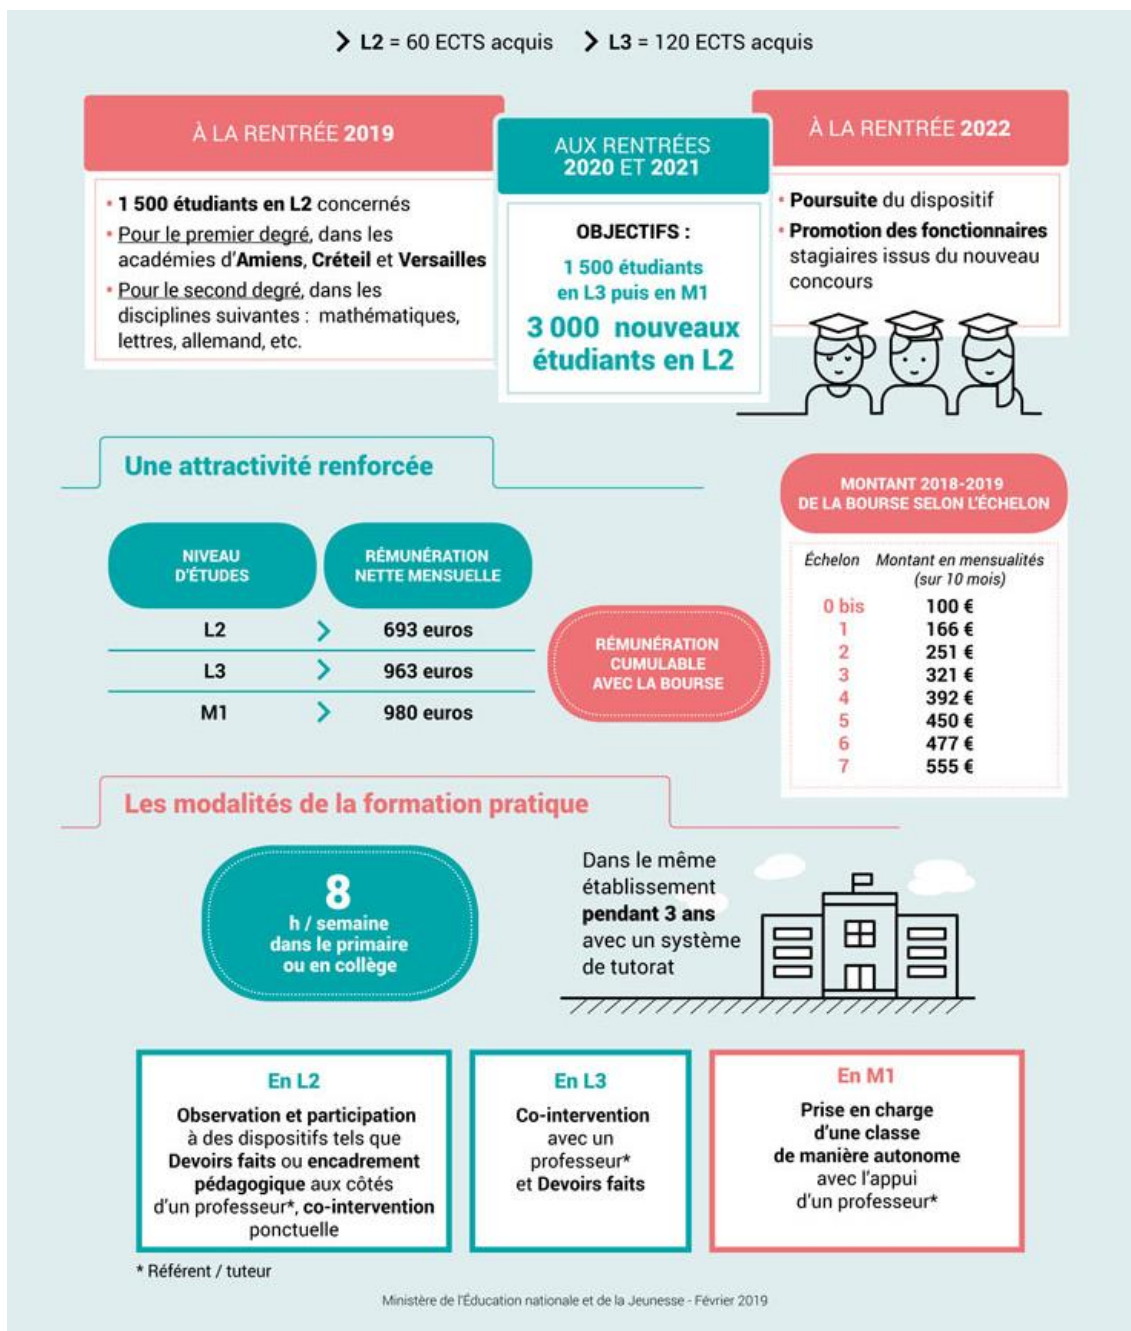 > L2 = 60 ECTS acquis > L3 = 120 ECTS acquis
À LA RENTRÉE 2019
• 1 500 étudiants en L2 concernés
• Pour le premier degré, dans les
académies d'Amiens, Créteil et Versailles
• Pour le second degré, dans les
disciplines suivantes : mathématiques,
lettres, allemand, etc.
AUX RENTRÉES
2020 ET 2021
OBJECTIFS :
1 500 étudiants
en L3 puis en M1
3 000 nouveaux
étudiants en L2
À LA RENTRÉE 2022
• Poursuite du dispositif
• Promotion des fonctionnaires
stagiaires issus du nouveau
concours
Une attractivité renforcée
NIVEAU
D'ÉTUDES
RÉMUNÉRATION
NETTE MENSUELLE
L2 > 693 euros
L3 > 963 euros
M1 > 980 euros
RÉMUNÉRATION
CUMULABLE
AVEC LA BOURSE
MONTANT 2018-2019
DE LA BOURSE SELON L'ÉCHELON
Échelon Montant en mensualités
(sur 10 mois)
0 bis 100 €
1 166 €
2 251 €
3 321 €
4 392 €
5 450 €
6 477 €
7 555 €
Les modalités de la formation pratique
8
h / semaine
dans le primaire
ou en collège
Dans le même
établissement
pendant 3 ans
avec un système
de tutorat
En L2
Observation et participation
à des dispositifs tels que
Devoirs faits ou encadrement
pédagogique aux côtés
d'un professeur*, co-intervention
ponctuelle
En L3
Co-intervention
avec un
professeur*
et Devoirs faits
En M1
Prise en charge
d'une classe
de manière autonome
avec l'appui
d'un professeur*
* Référent / tuteur
Ministère de l'Éducation nationale et de la Jeunesse - Février 2019